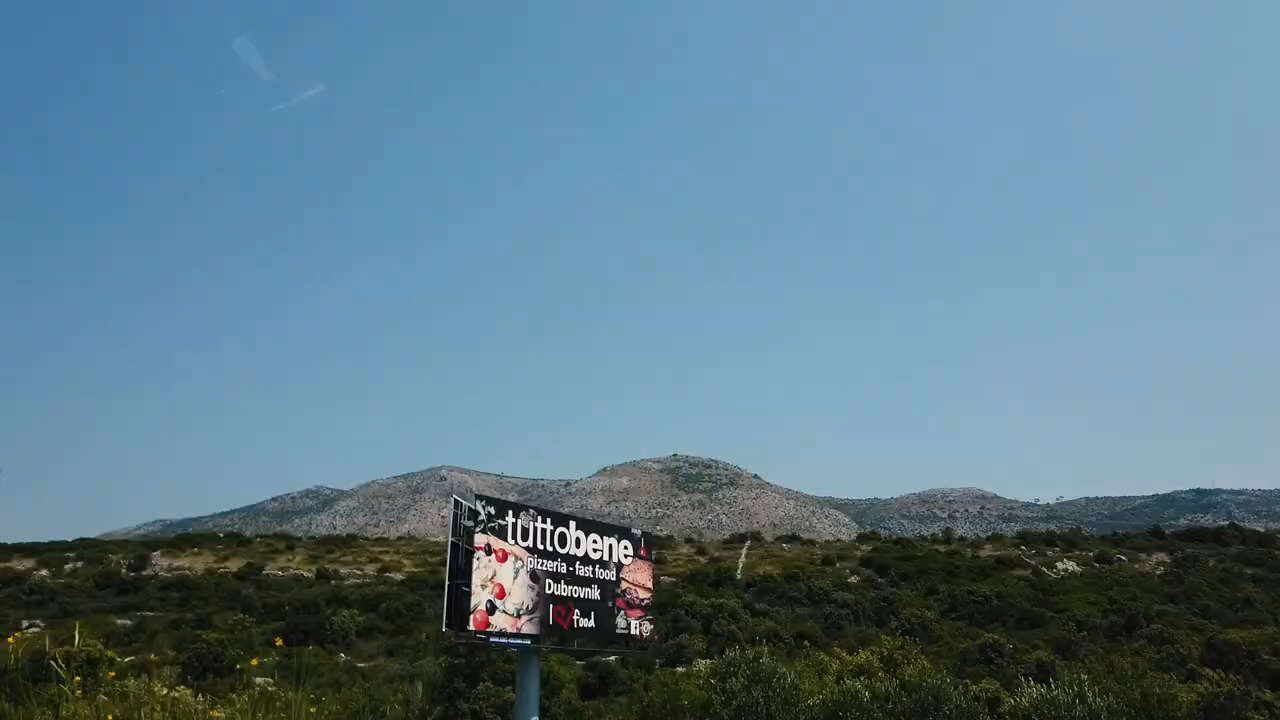 tuttobene
pizzeria - fast food
Dubrovnik
I food